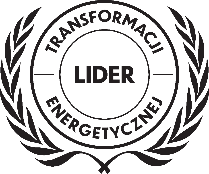 TRANSFORMACJI
LIDER
ENERGETYCZNEJ